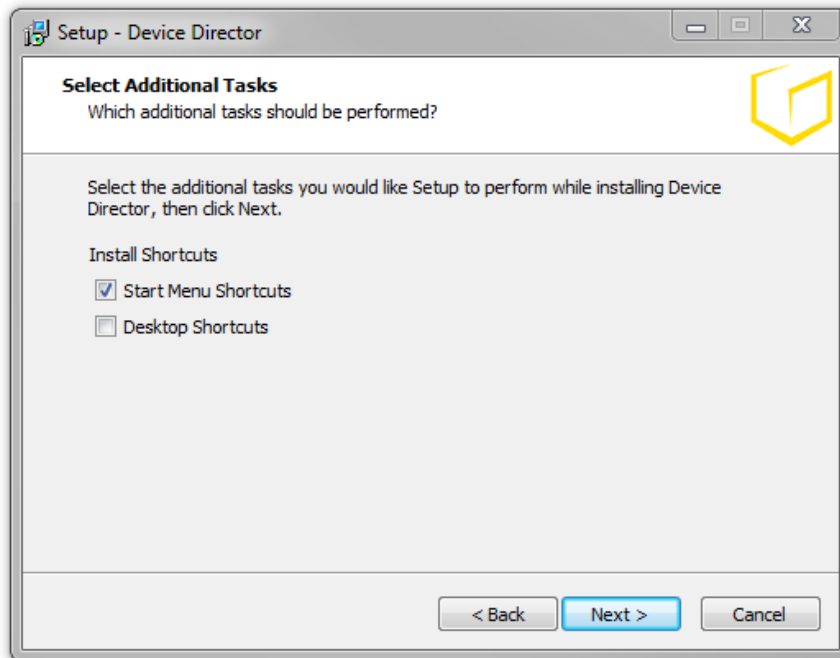 Setup - Device Director
Select Additional Tasks
Which additional tasks should be performed?
Select the additional tasks you would like Setup to perform while installing Device
Director, then click Next.
Install Shortcuts
Start Menu Shortcuts
Desktop Shortcuts
< Back Next > Cancel